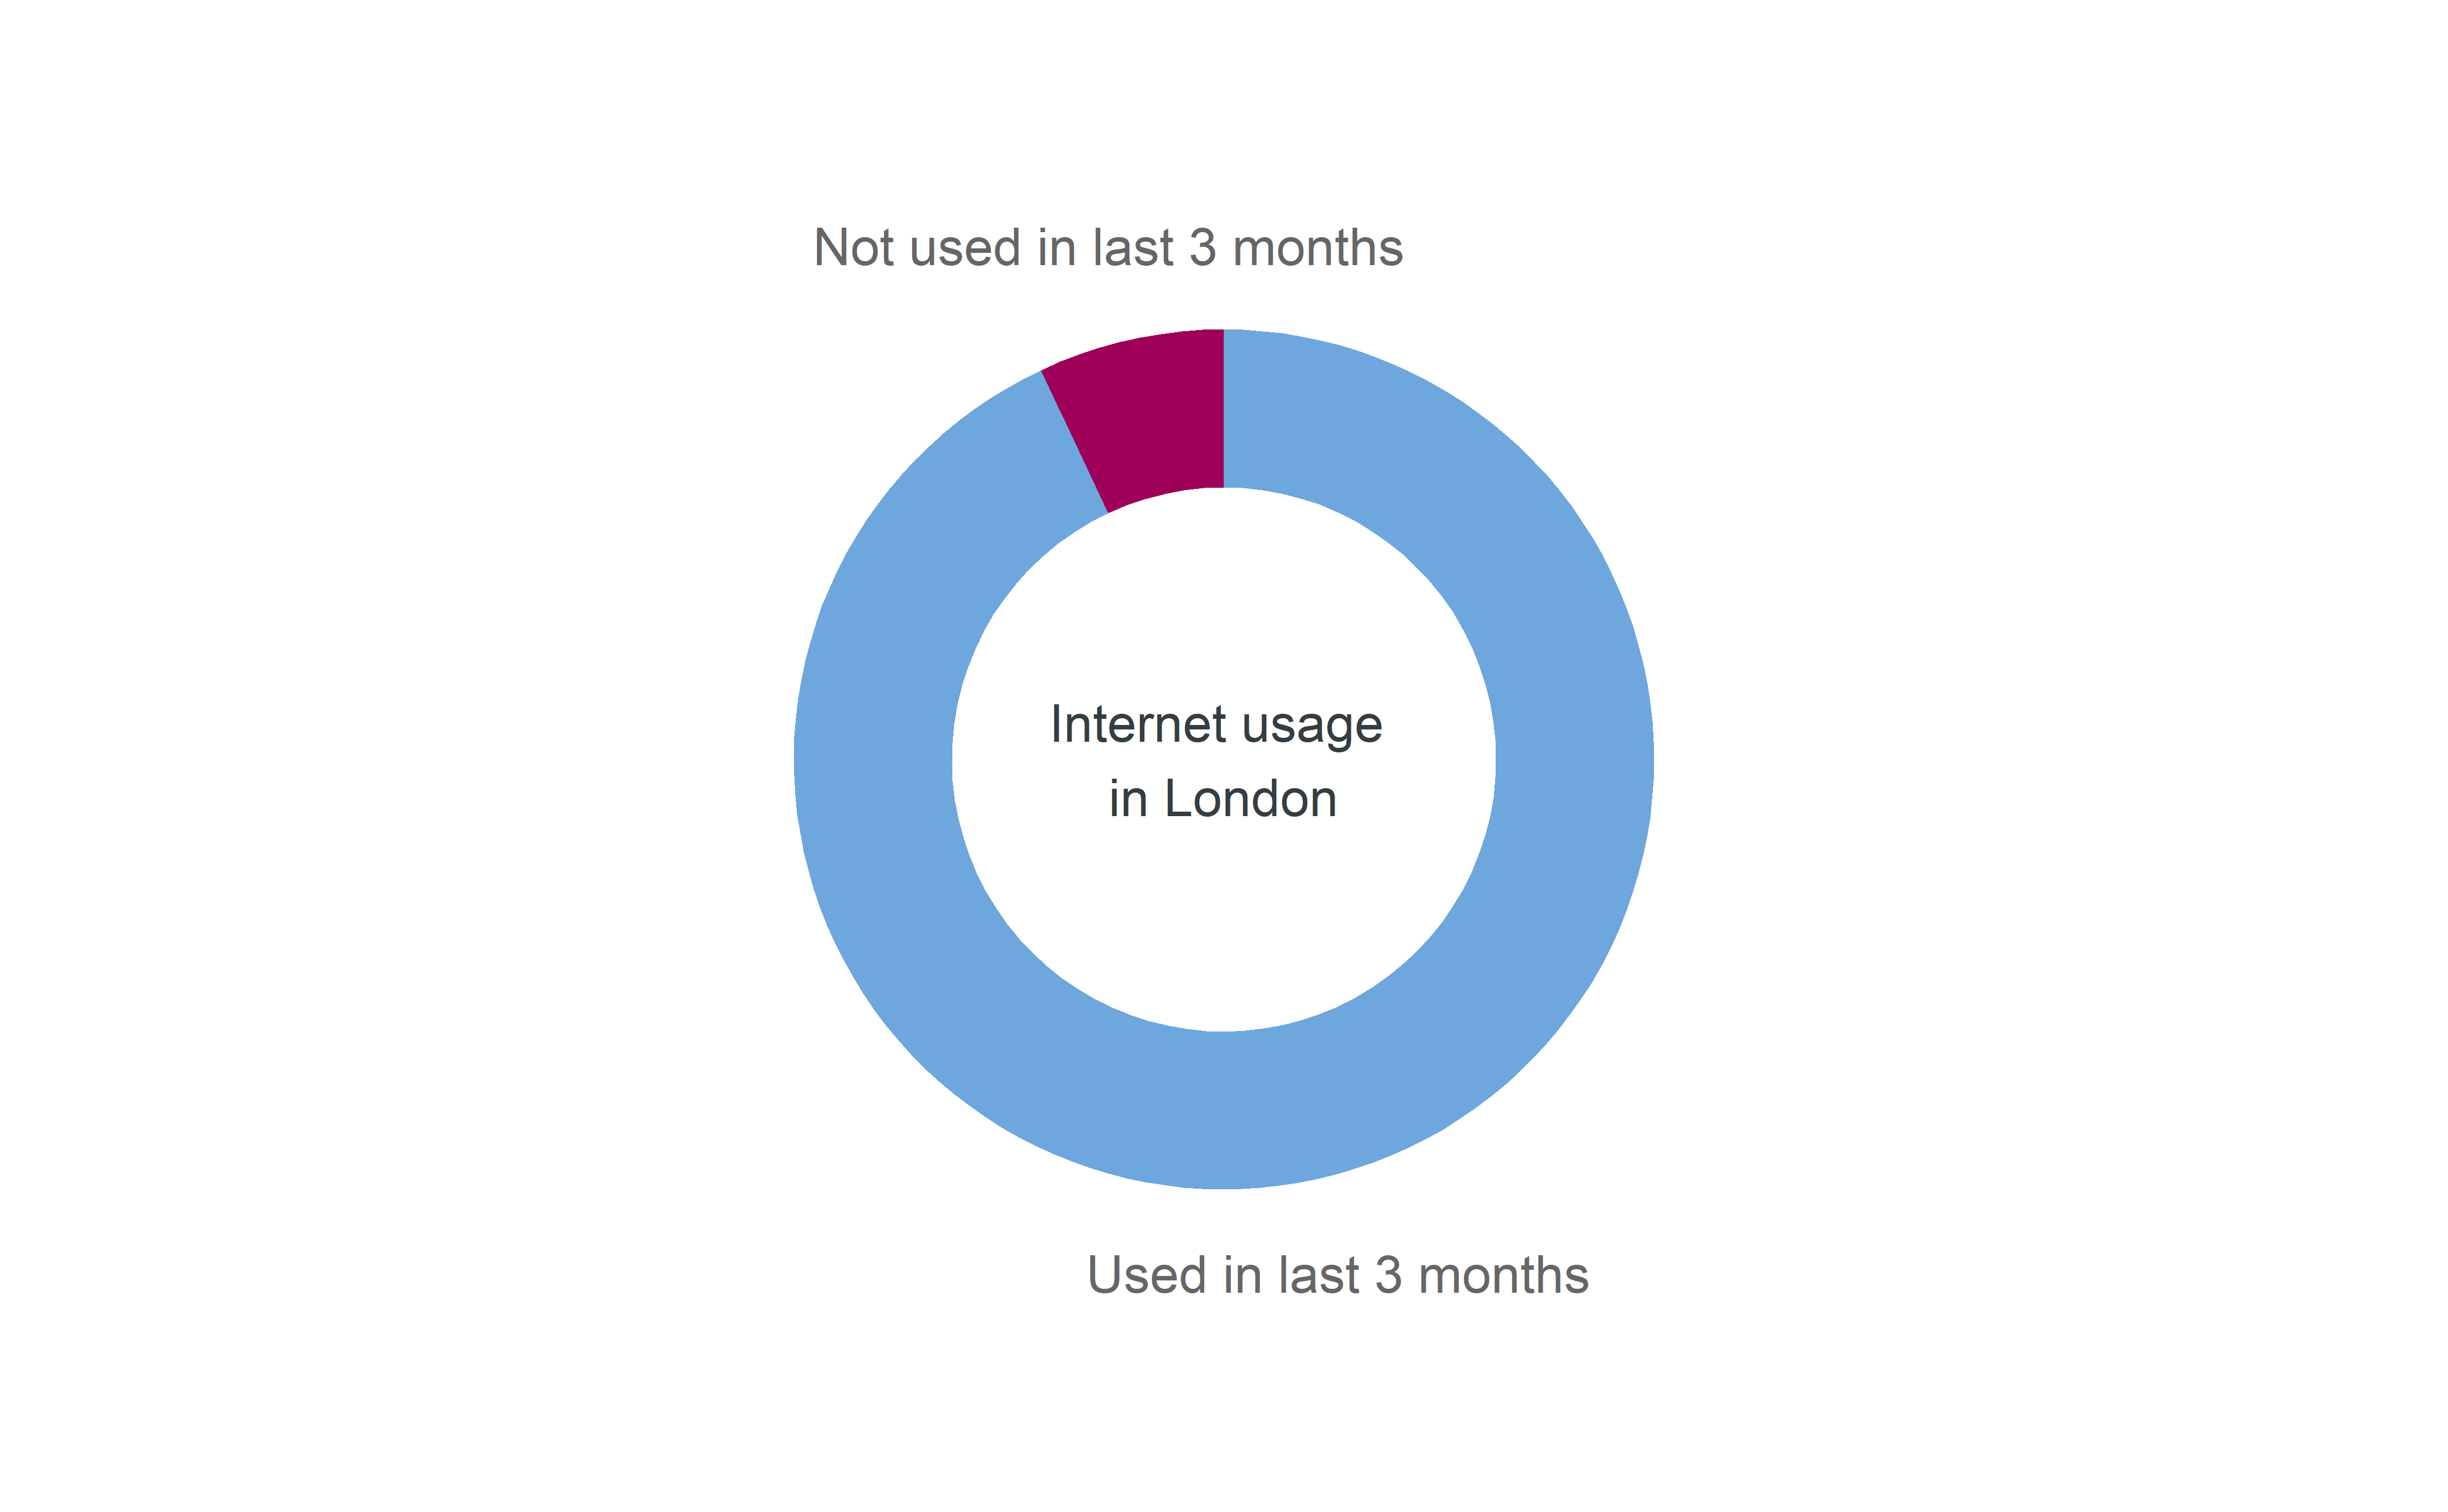 Not used in last 3 months
Internet usage
in London
Used in last 3 months